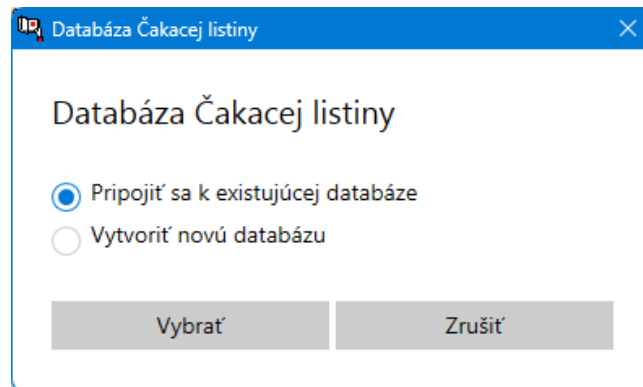 Databáza Čakacej listiny
Databáza Čakacej listiny
Pripojiť sa k existujúcej databáze
Vytvoriť novú databázu
Vybrať Zrušiť